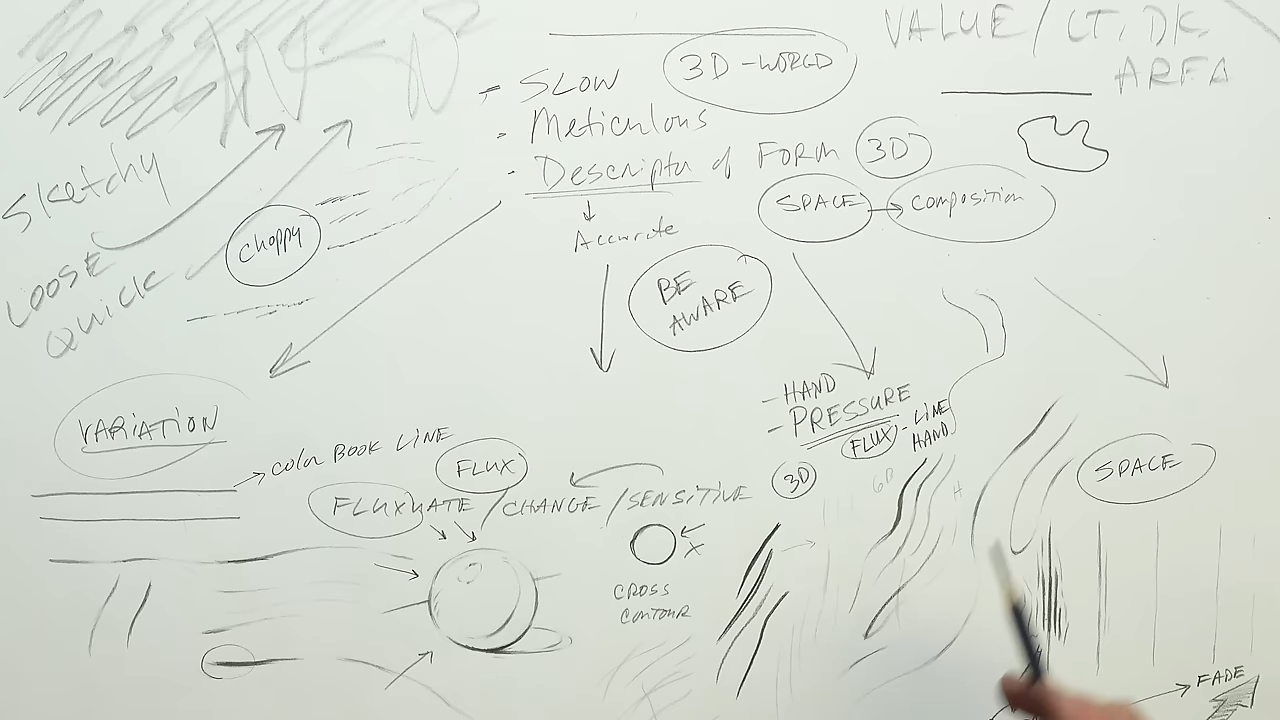 VALUE / LT, DK
AREA
3D-WORLD
SLOW
Meticulous
of FORM
3D
SPACE
Composition
Accurate
Sketchy
LOOSE
Quick
Choppy
BE
AWARE
VARIATION
COLOR BOOK LINE
FLUX
FLUXUATE / CHANGE / SENSITIVE
3D
- HAND
- PRESSURE
FLUX
- LINE
HAND
6B
H
SPACE
X
CROSS
CONTOUR
FADE